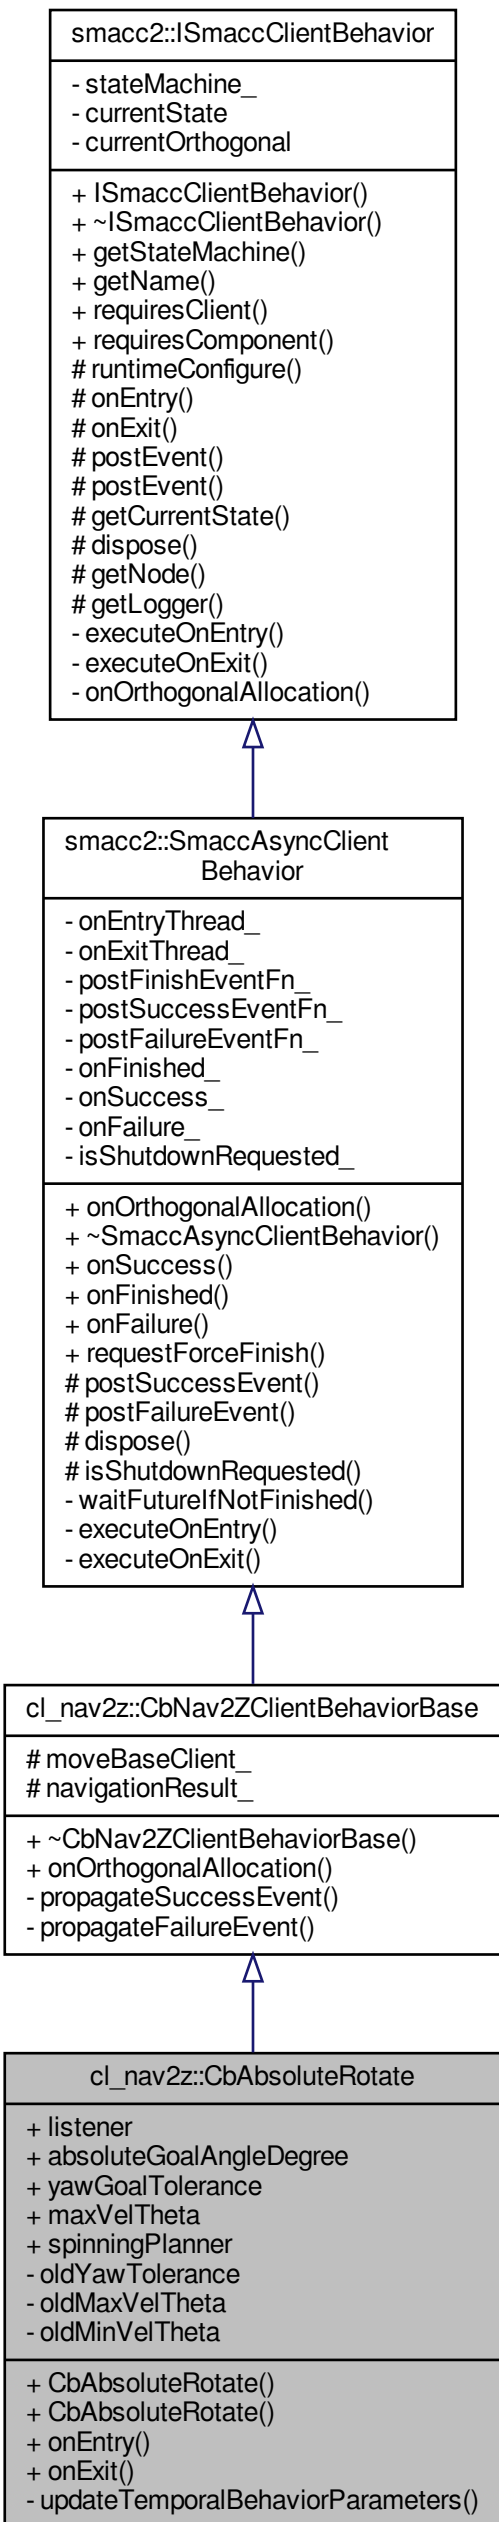 smacc2::ISmaccClientBehavior
- stateMachine_
- currentState
- currentOrthogonal
+ ISmaccClientBehavior()
+ ~ISmaccClientBehavior()
+ getStateMachine()
+ getName()
+ requiresClient()
+ requiresComponent()
# runtimeConfigure()
# onEntry()
# onExit()
# postEvent()
# postEvent()
# getCurrentState()
# dispose()
# getNode()
# getLogger()
- executeOnEntry()
- executeOnExit()
- onOrthogonalAllocation()
smacc2::SmaccAsyncClient
Behavior
- onEntryThread_
- onExitThread_
- postFinishEventFn_
- postSuccessEventFn_
- postFailureEventFn_
- onFinished_
- onSuccess_
- onFailure_
- isShutdownRequested_
+ onOrthogonalAllocation()
+ ~SmaccAsyncClientBehavior()
+ onSuccess()
+ onFinished()
+ onFailure()
+ requestForceFinish()
# postSuccessEvent()
# postFailureEvent()
# dispose()
# isShutdownRequested()
- waitFutureIfNotFinished()
- executeOnEntry()
- executeOnExit()
cl_nav2z::CbNav2ZClientBehaviorBase
# moveBaseClient_
# navigationResult_
+ ~CbNav2ZClientBehaviorBase()
+ onOrthogonalAllocation()
- propagateSuccessEvent()
- propagateFailureEvent()
cl_nav2z::CbAbsoluteRotate
+ listener
+ absoluteGoalAngleDegree
+ yawGoalTolerance
+ maxVelTheta
+ spinningPlanner
- oldYawTolerance
- oldMaxVelTheta
- oldMinVelTheta
+ CbAbsoluteRotate()
+ CbAbsoluteRotate()
+ onEntry()
+ onExit()
- updateTemporalBehaviorParameters()